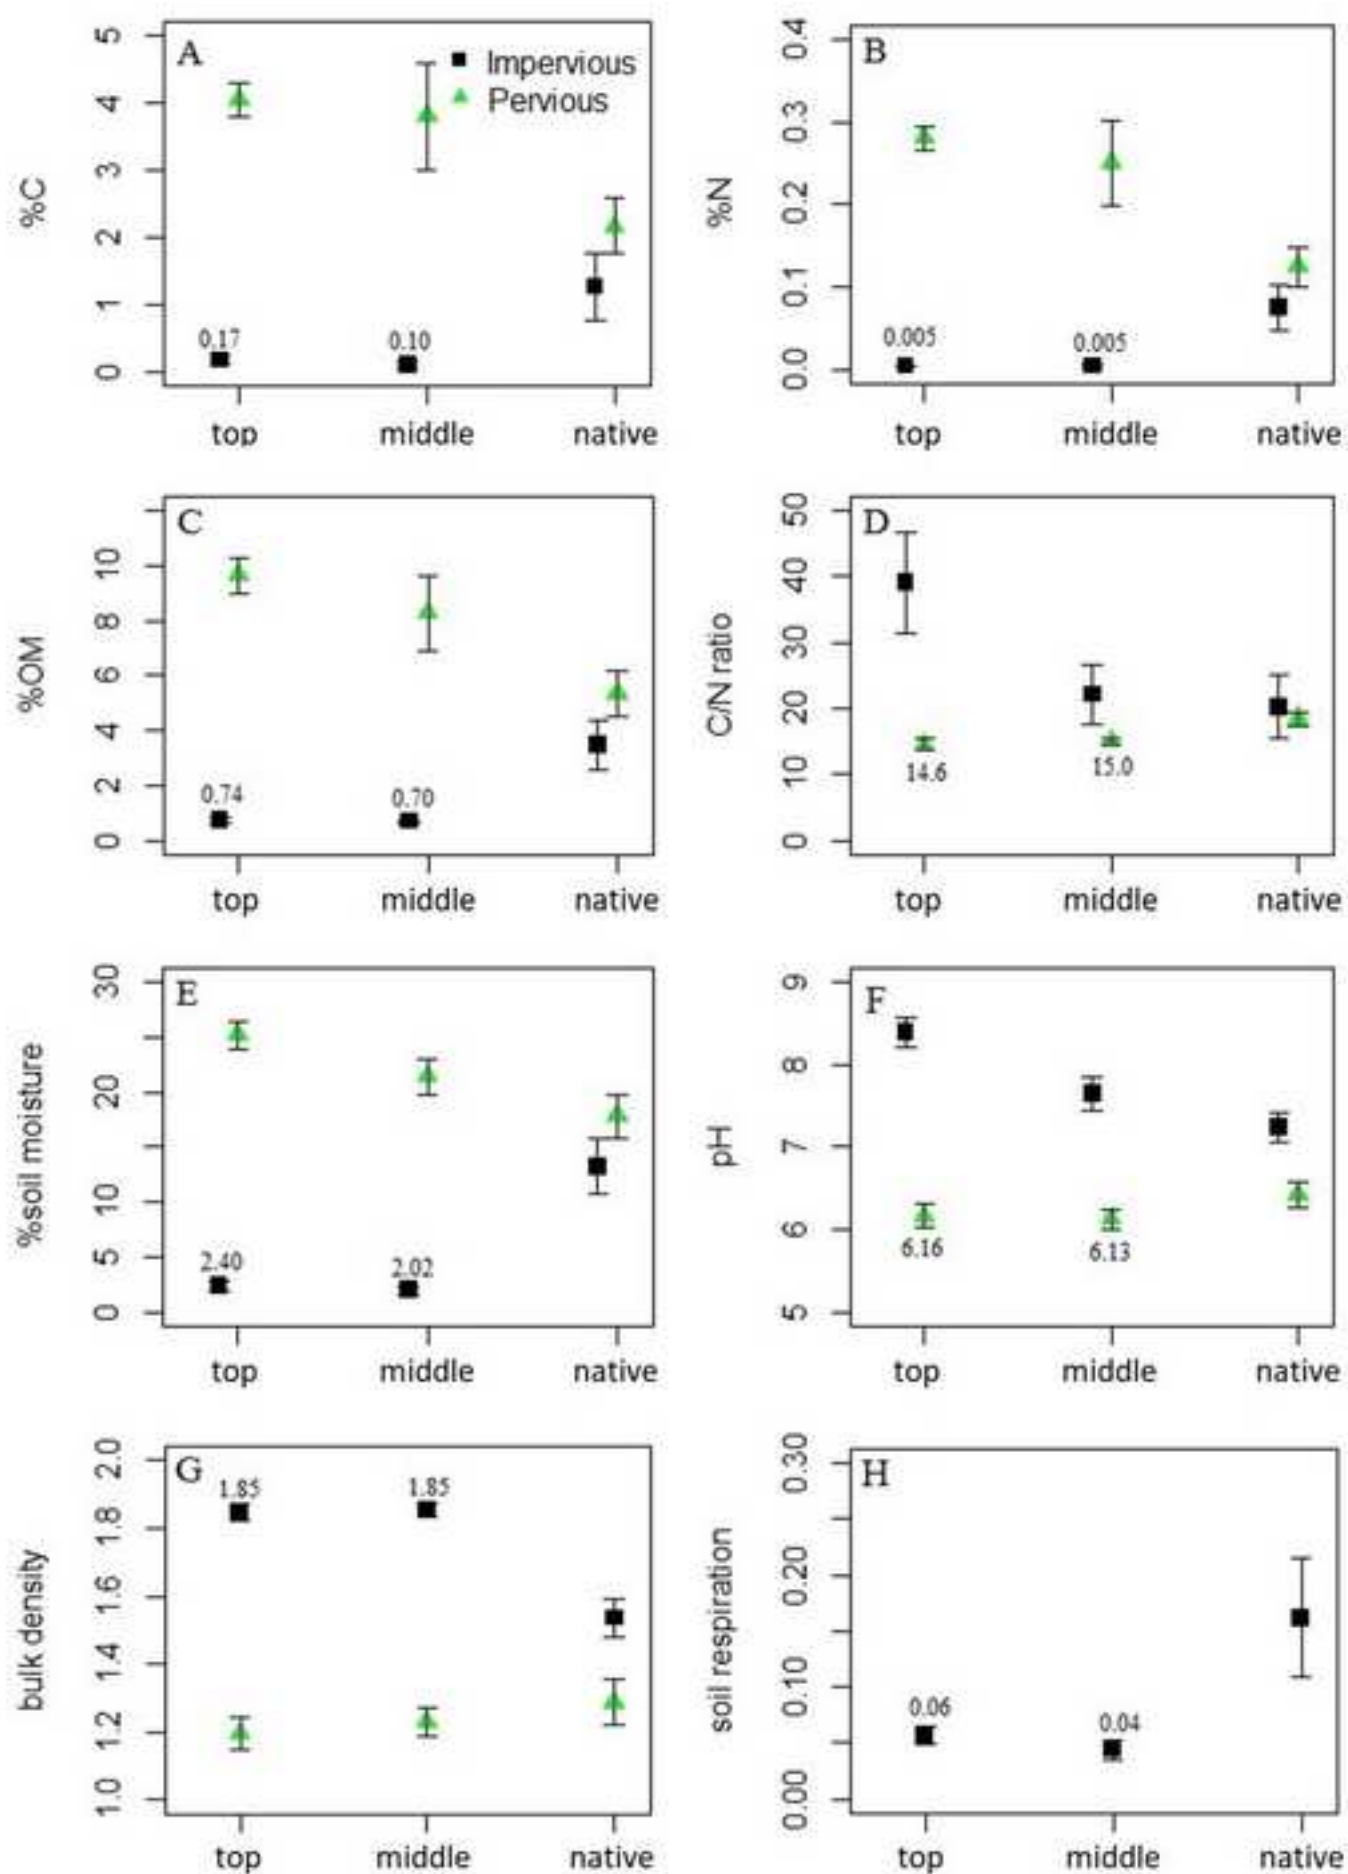 A
Impervious
Pervious
%C
5
4
3
2
1
0
0.17
0.10
top middle native
B
%N
0.4
0.3
0.2
0.1
0.0
0.005
0.005
top middle native
C
%OM
10
8
6
4
2
0
0.74
0.70
top middle native
D
C/N ratio
50
40
30
20
10
0
14.6
15.0
top middle native
E
%soil moisture
30
20
10
5
0
2.40
2.02
top middle native
F
pH
9
8
7
6
5
6.16
6.13
top middle native
G
bulk density
2.0
1.8
1.6
1.4
1.2
1.0
1.85
1.85
top middle native
H
soil respiration
0.30
0.20
0.10
0.00
0.06
0.04
top middle native